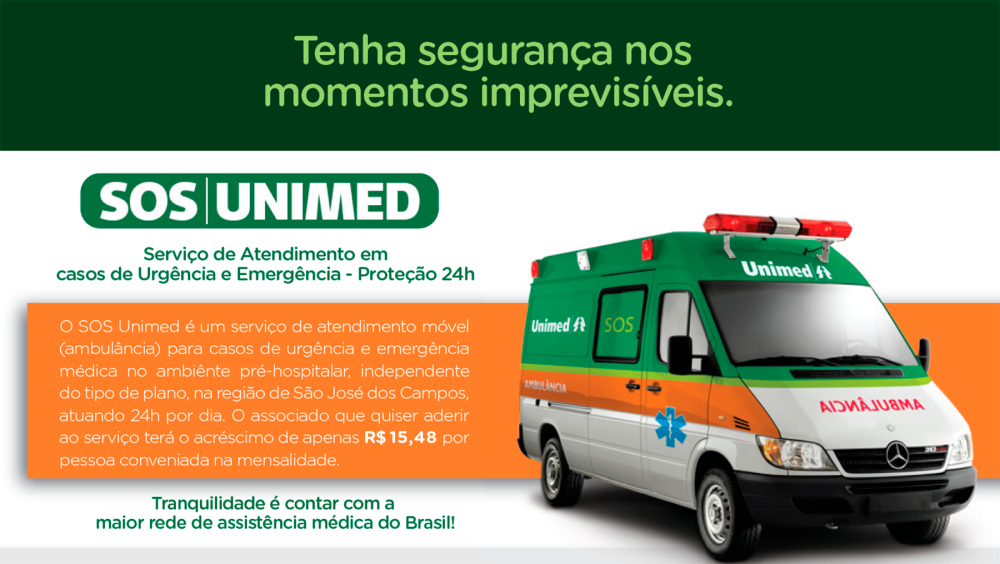 Tenha segurança nos
momentos imprevisíveis.
SOS UNIMED
Serviço de Atendimento em
casos de Urgência e Emergência - Proteção 24h
O SOS Unimed é um serviço de atendimento móvel
(ambulância) para casos de urgência e emergência
médica no ambiênte pré-hospitalar, independente
do tipo de plano, na região de São José dos Campos,
atuando 24h por dia. O associado que quiser aderir
ao serviço terá o acréscimo de apenas R$ 15,48 por
pessoa conveniada na mensalidade.
Tranquilidade é contar com a
maior rede de assistência médica do Brasil!
Unimed
Unimed
SOS
AMBULÂNCIA
AMBULÂNCIA